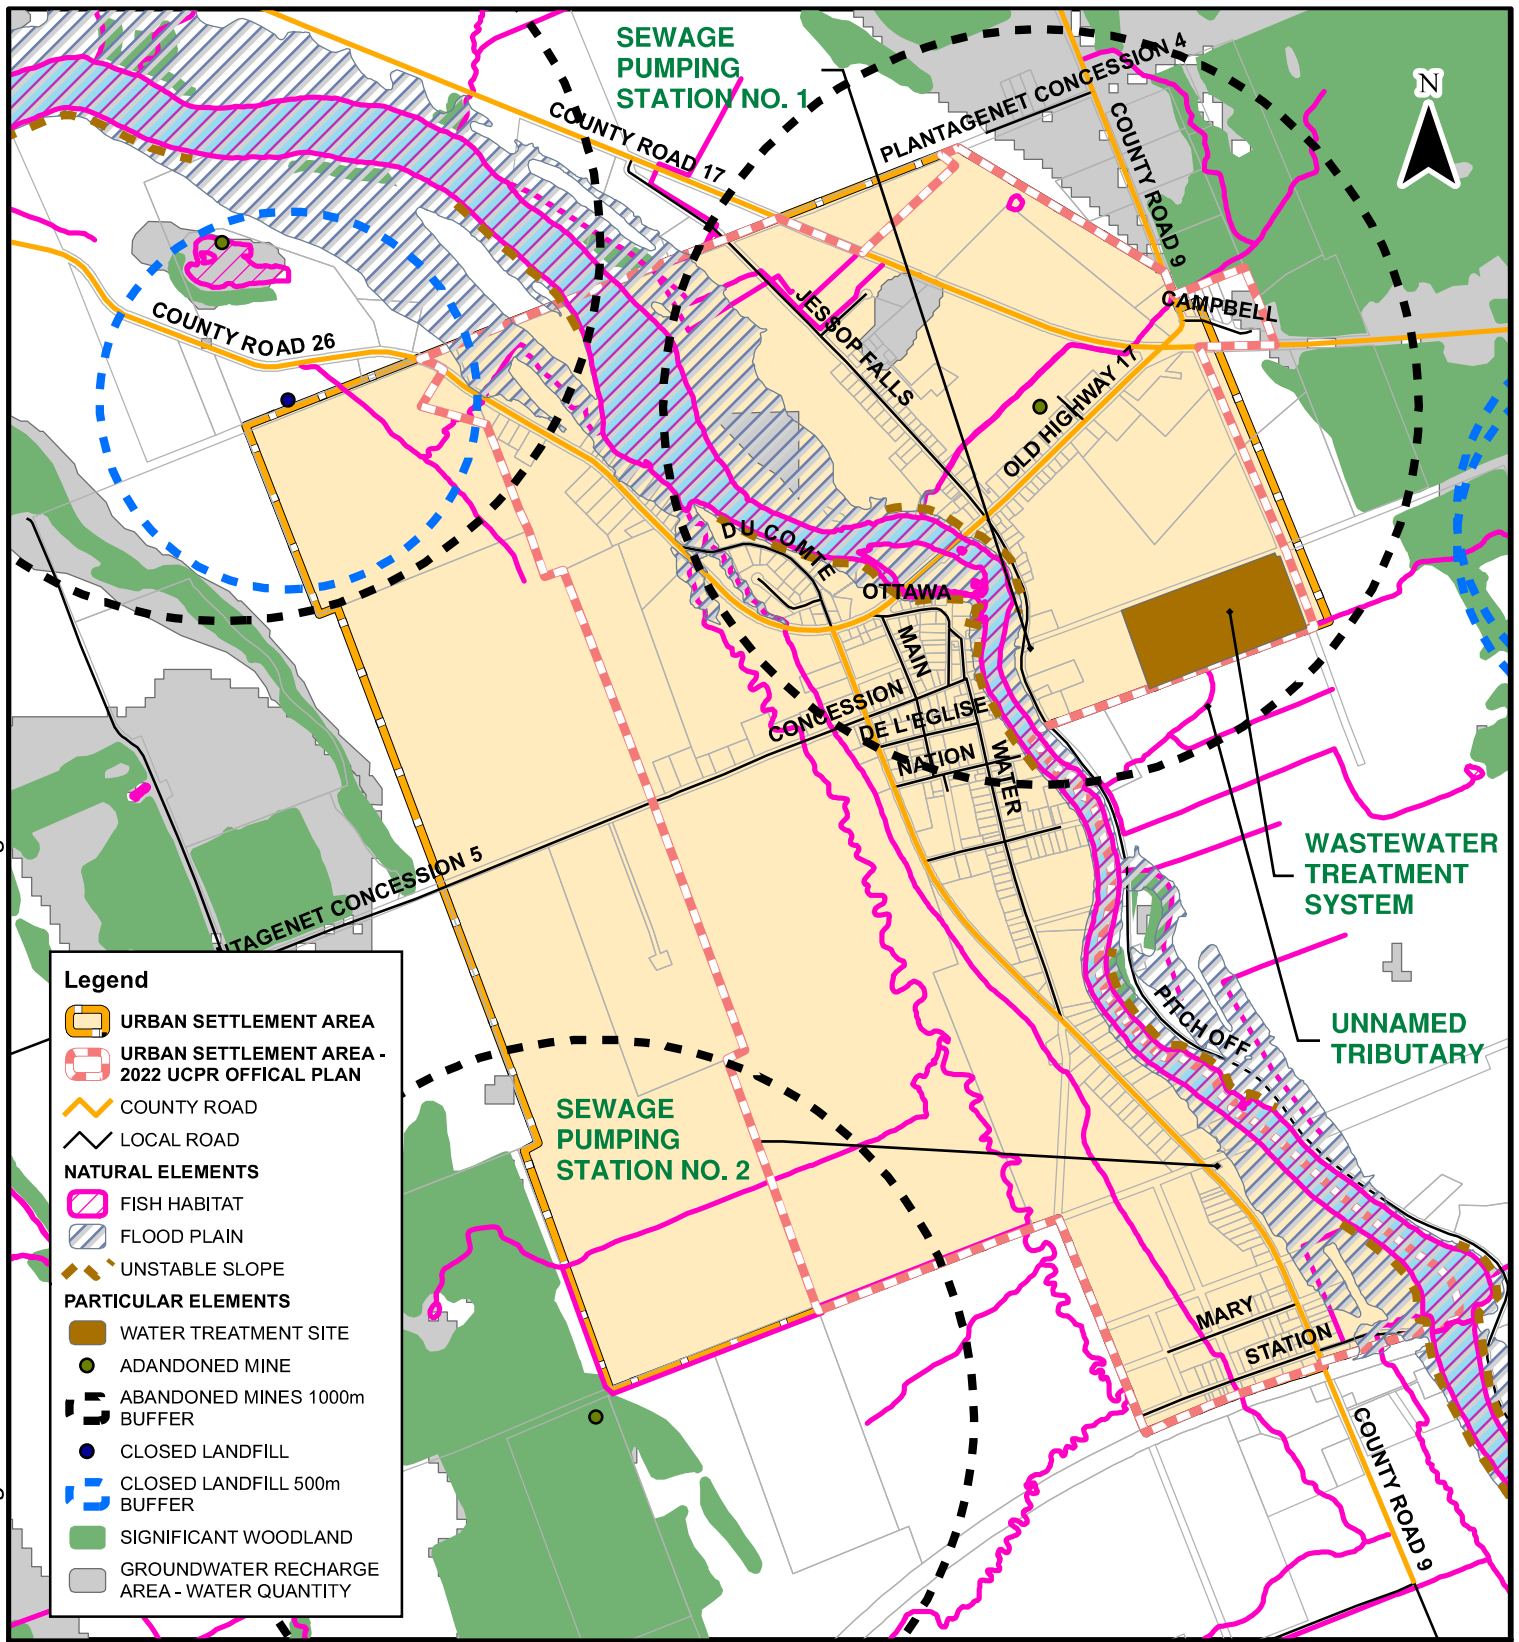 SEWAGE
PUMPING
STATION NO. 1
N
PLANTAGENET CONCESSION 4
COUNTY ROAD 17
COUNTY ROAD 9
CAMPBELL
COUNTY ROAD 26
JESSOP FALLS
OLD HIGHWAY 17
DU COMTE
OTTAWA
MAIN
CONCESSION
DE L'EGLISE
NATION
WATER
WASTEWATER
TREATMENT
SYSTEM
TAGENET CONCESSION 5
PITCH OFF
UNNAMED
TRIBUTARY
SEWAGE
PUMPING
STATION NO. 2
MARY
STATION
COUNTY ROAD 9
Legend
URBAN SETTLEMENT AREA
URBAN SETTLEMENT AREA -
2022 UCPR OFFICAL PLAN
COUNTY ROAD
LOCAL ROAD
NATURAL ELEMENTS
FISH HABITAT
FLOOD PLAIN
UNSTABLE SLOPE
PARTICULAR ELEMENTS
WATER TREATMENT SITE
ADANDONED MINE
ABANDONED MINES 1000m
BUFFER
CLOSED LANDFILL
CLOSED LANDFILL 500m
BUFFER
SIGNIFICANT WOODLAND
GROUNDWATER RECHARGE
AREA - WATER QUANTITY